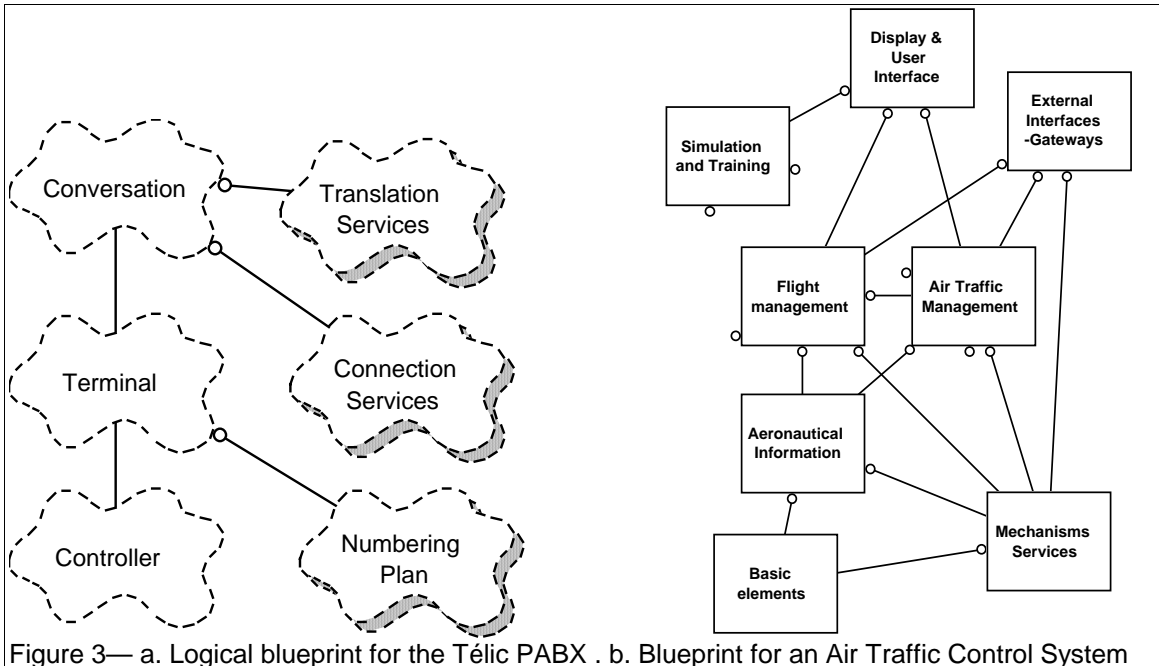 Conversation
Translation
Services
Terminal
Connection
Services
Controller
Numbering
Plan
Display &
User
Interface
External
Interfaces
-Gateways
Simulation
and Training
Flight
management
Air Traffic
Management
Aeronautical
Information
Mechanisms
Services
Basic
elements
Figure 3— a. Logical blueprint for the Télic PABX . b. Blueprint for an Air Traffic Control System